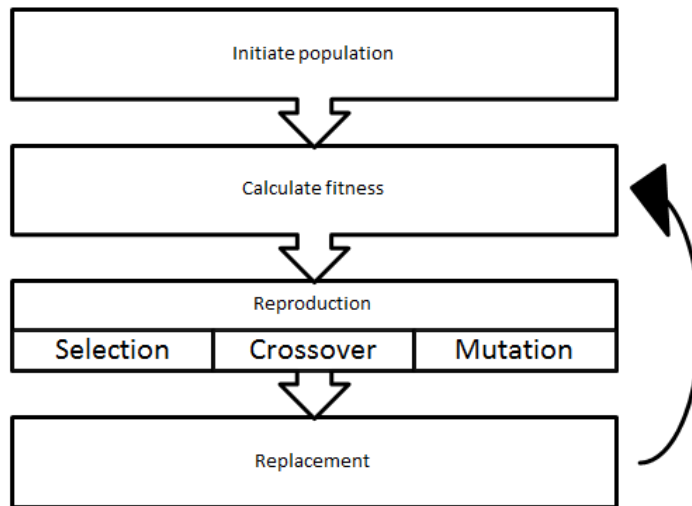 Initiate population
Calculate fitness
Reproduction
Selection Crossover Mutation
Replacement